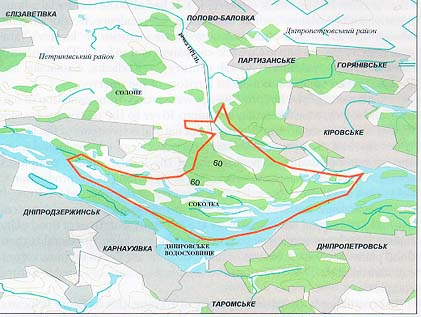 ЄЛІЗАВЕТІВКА
ПОПОВО-БАЛОВКА
Дніпропетровський район
Петриківський район
ПАРТИЗАНСЬКЕ
ГОРЯНІВСЬКЕ
СОЛОНЕ
КІРОВСЬКЕ
60
60
СОКОЛКА
ДНІПРОДЗЕРЖИНСЬК
КАРНАУХІВКА
ДНІПРОВСЬКЕ
ВОДОСХОВИЩЕ
ДНІПРОПЕТРОВСЬК
ТАРОМСЬКЕ